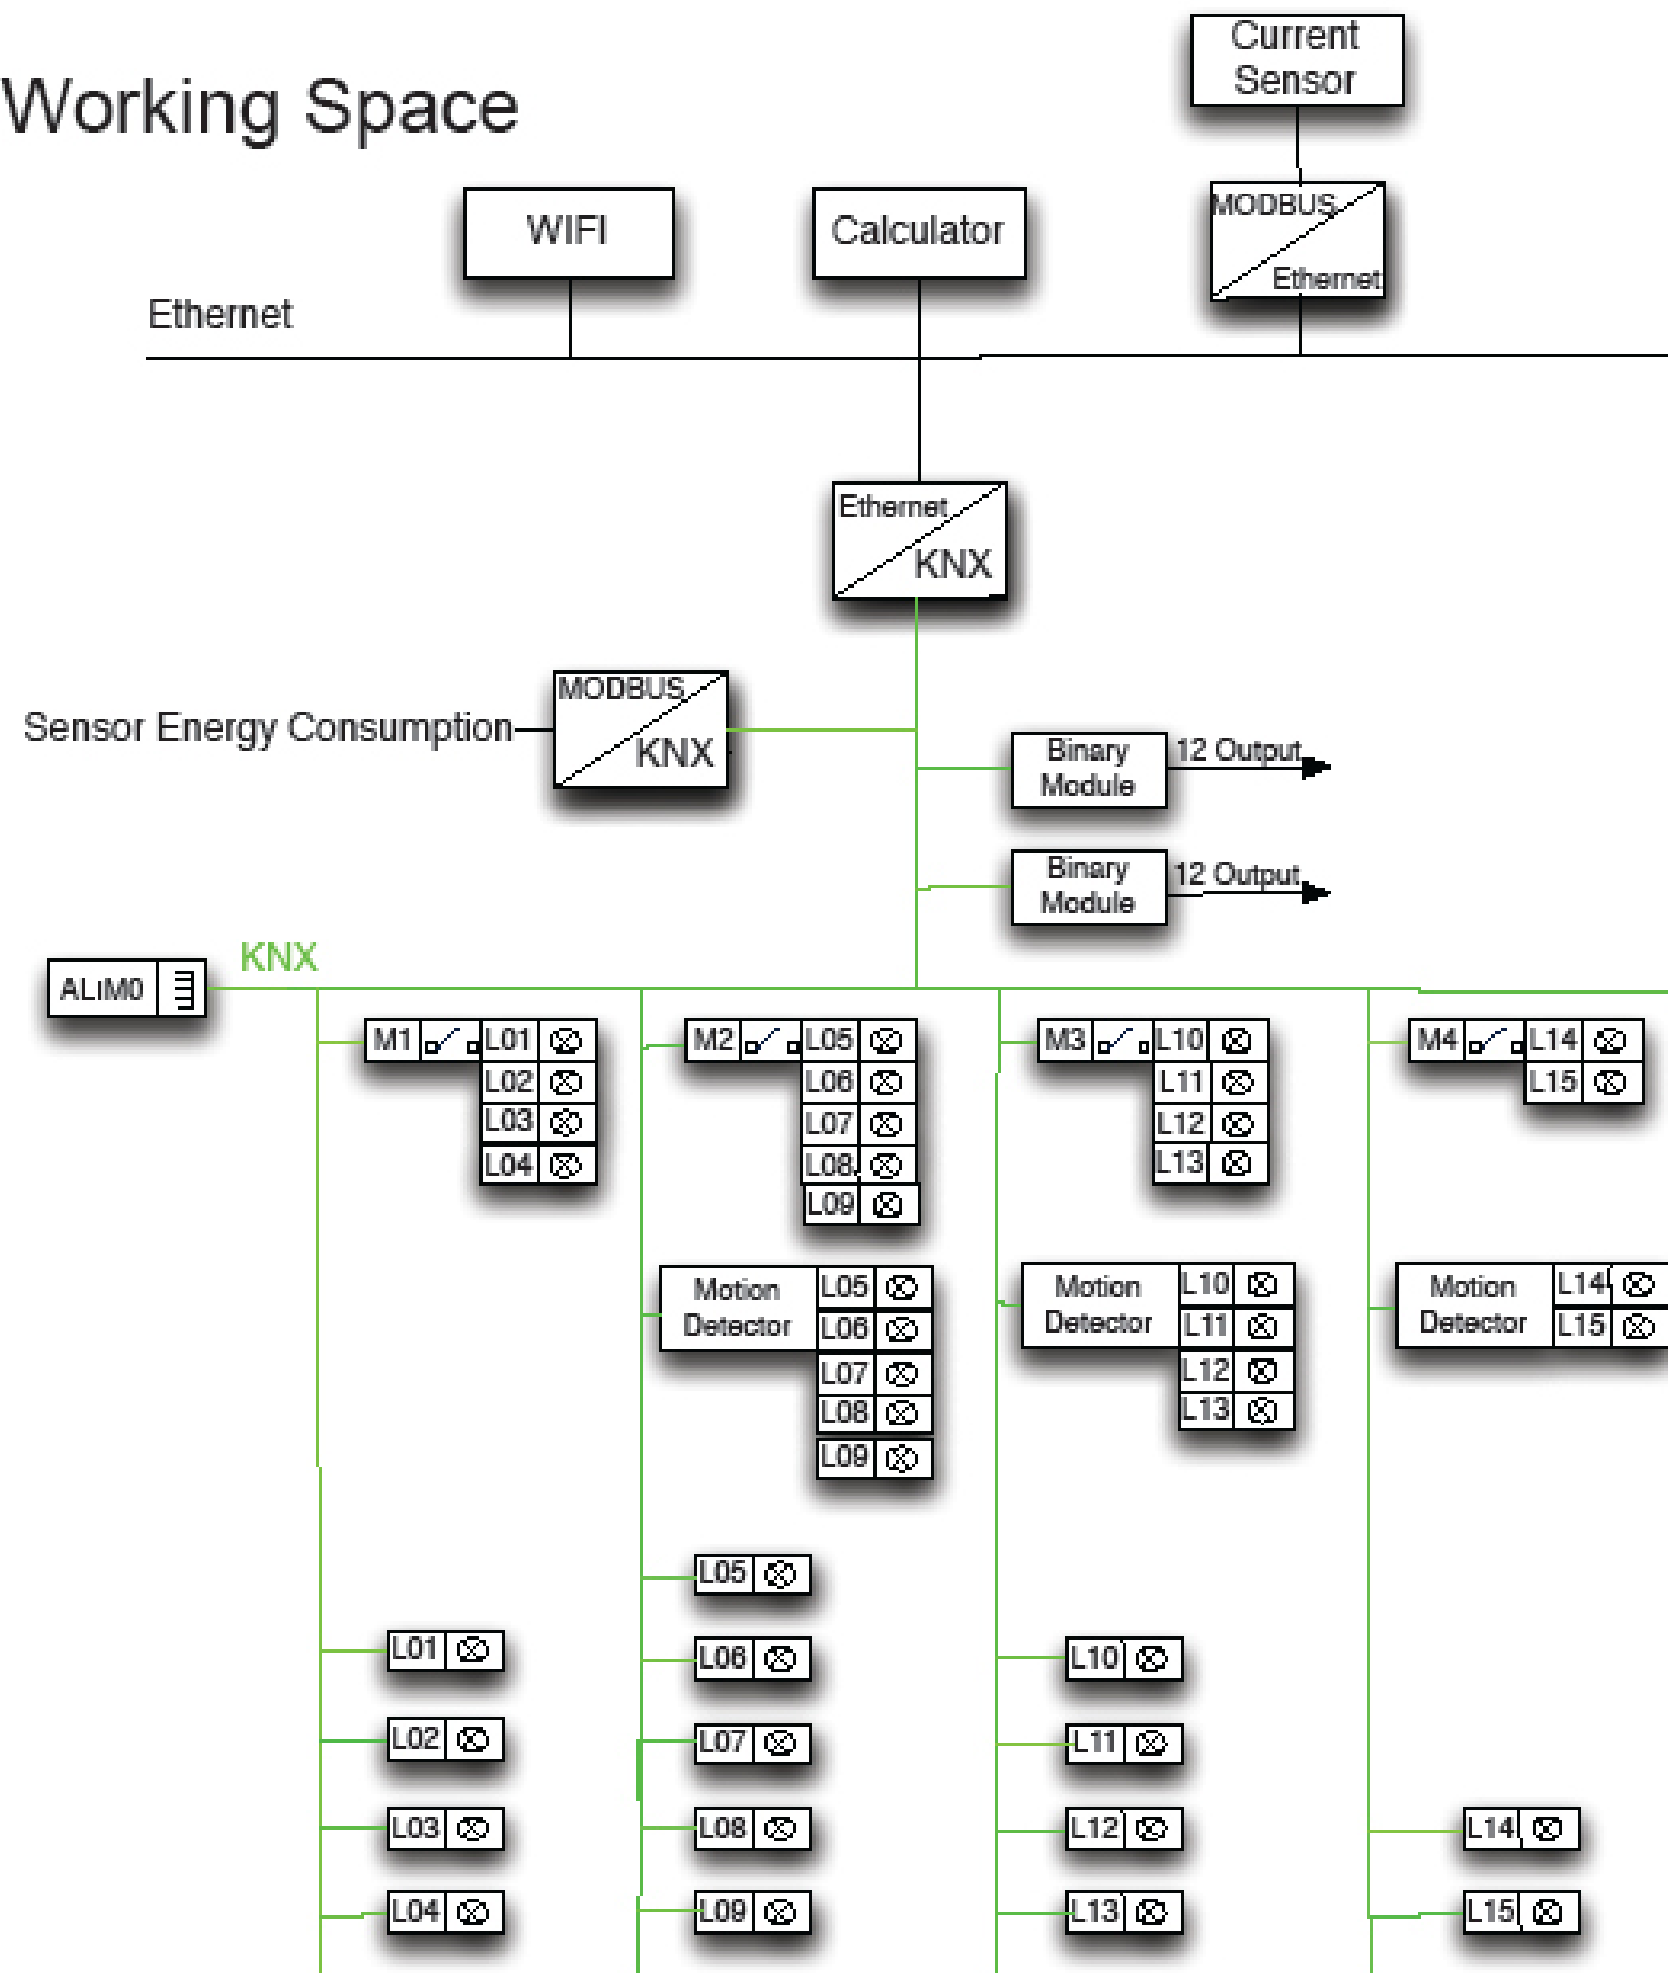 Current
Sensor
Working Space
WIFI
Calculator
MODBUS
Ethernet
Ethernet
Ethernet
KNX
MODBUS
KNX
Sensor Energy Consumption
Binary
Module
12 Output
Binary
Module
12 Output
KNX
ALiM0
M1
L01
L02
L03
L04
M2
L05
L06
L07
L08
L09
M3
L10
L11
L12
L13
M4
L14
L15
Motion
Detector
L05
L06
L07
L08
L09
Motion
Detector
L10
L11
L12
L13
Motion
Detector
L14
L15
L01
L02
L03
L04
L05
L06
L07
L08
L09
L10
L11
L12
L13
L14
L15